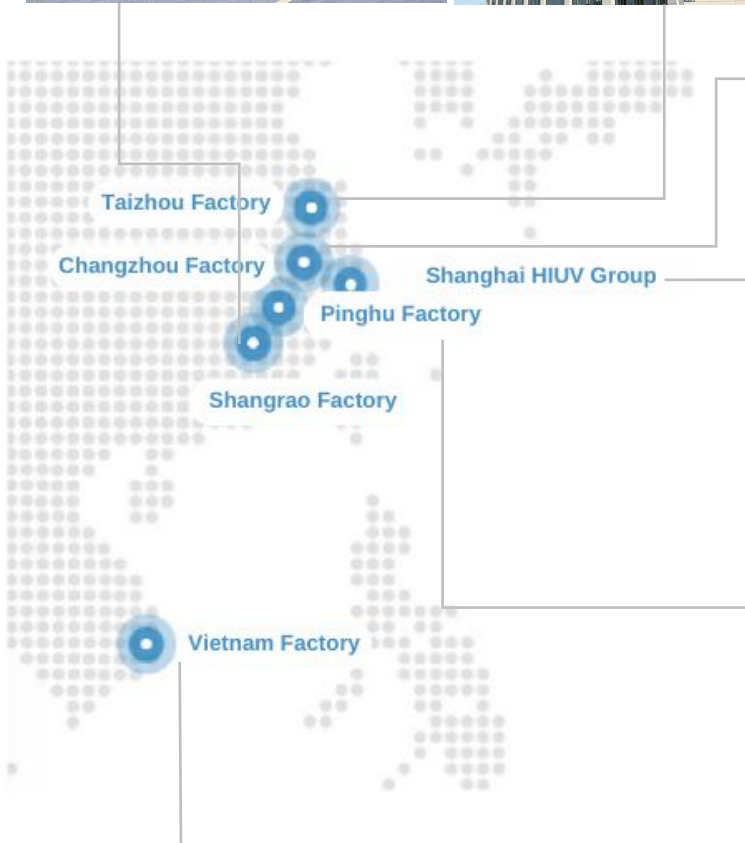 Taizhou Factory
Changzhou Factory
Shanghai HIUV Group
Pinghu Factory
Shangrao Factory
Vietnam Factory